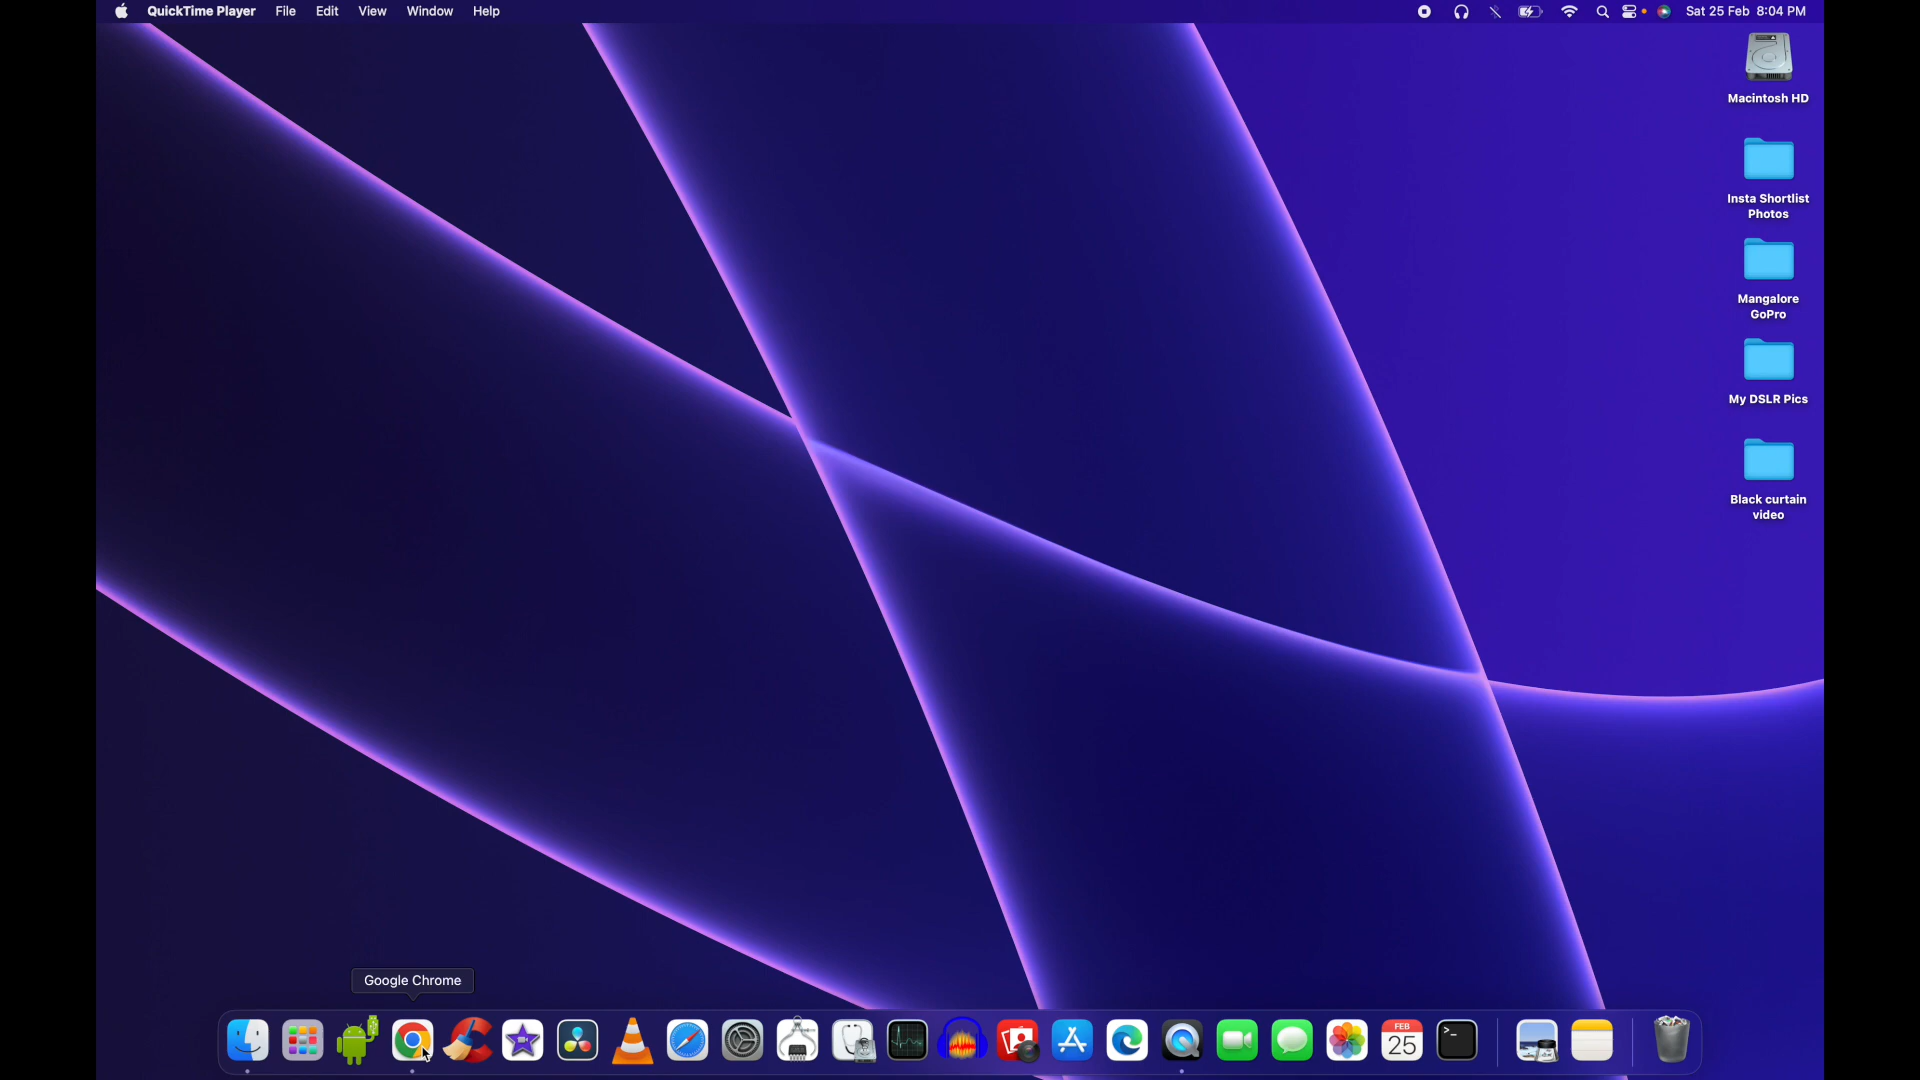 QuickTime Player File Edit View Window Help Sat 25 Feb 8:04 PM
Macintosh HD
Insta Shortlist
Photos
Mangalore
GoPro
My DSLR Pics
Black curtain
video
Google Chrome
FEB
25
>_